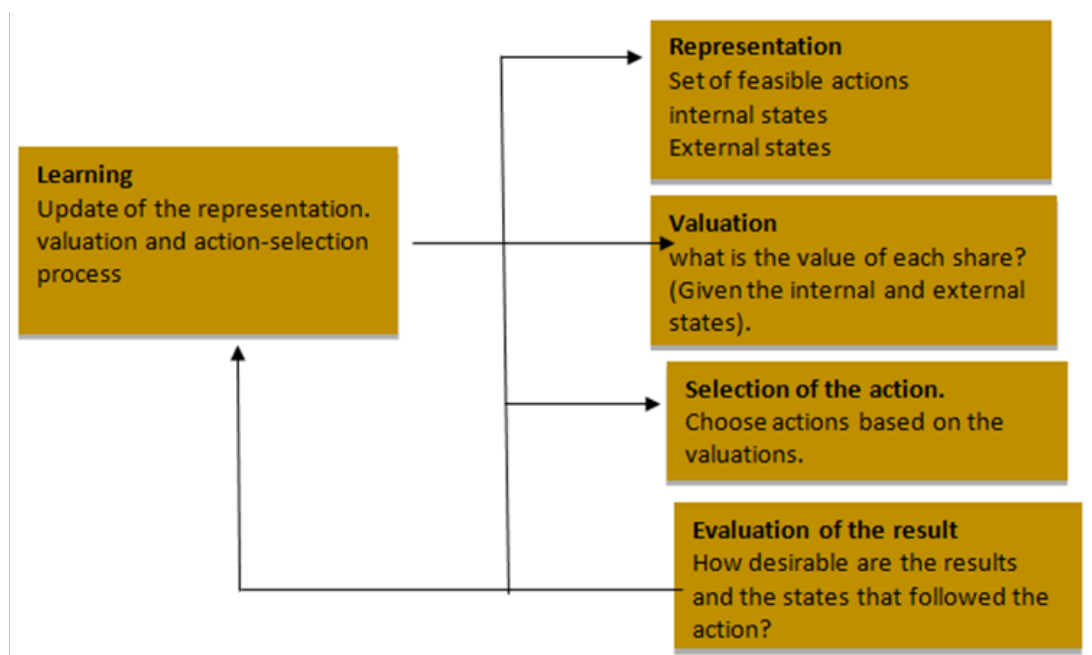 Learning
Update of the representation.
valuation and action-selection
process
Representation
Set of feasible actions
internal states
External states
Valuation
what is the value of each share?
(Given the internal and external
states).
Selection of the action.
Choose actions based on the
valuations.
Evaluation of the result
How desirable are the results
and the states that followed the
action?